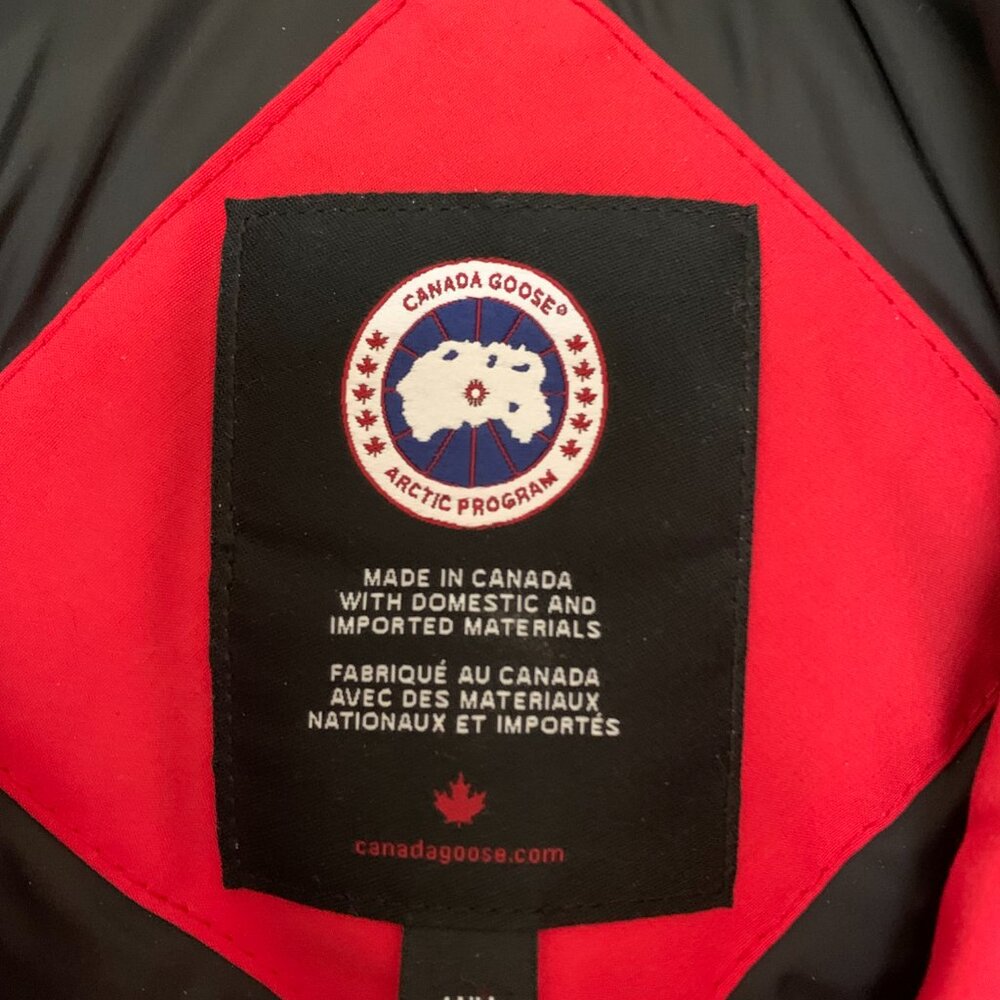 CANADA GOOSE®
ARCTIC PROGRAM
MADE IN CANADA
WITH DOMESTIC AND
IMPORTED MATERIALS
FABRIQUÉ AU CANADA
AVEC DES MATERIAUX
NATIONAUX ET IMPORTÉS
canadagoose.com